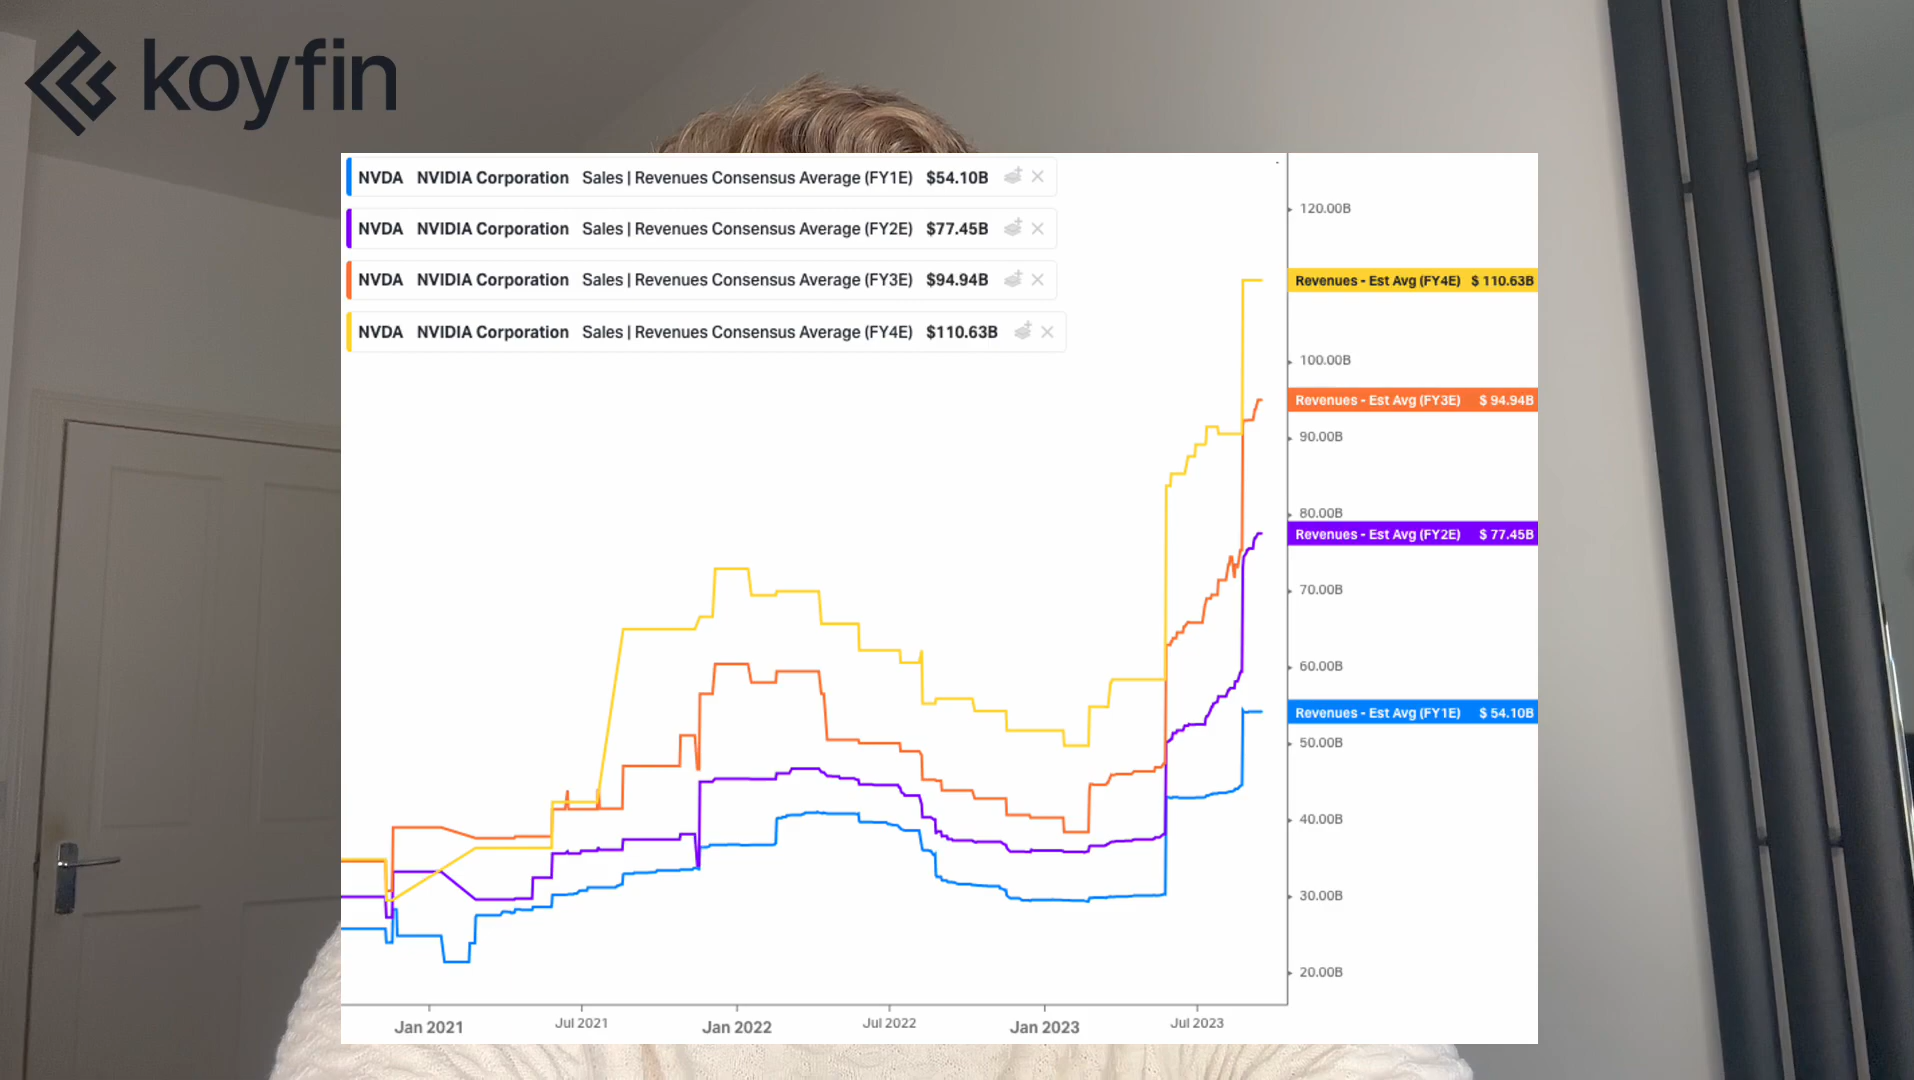 koyfin
NVDA NVIDIA Corporation Sales | Revenues Consensus Average (FY1E) $54.10B
NVDA NVIDIA Corporation Sales | Revenues Consensus Average (FY2E) $77.45B
NVDA NVIDIA Corporation Sales | Revenues Consensus Average (FY3E) $94.94B
NVDA NVIDIA Corporation Sales | Revenues Consensus Average (FY4E) $110.63B
120.00B
Revenues - Est Avg (FY4E) $ 110.63B
100.00B
Revenues - Est Avg (FY3E) $ 94.94B
90.00B
80.00B
Revenues - Est Avg (FY2E) $ 77.45B
70.00B
60.00B
Revenues - Est Avg (FY1E) $ 54.10B
50.00B
40.00B
30.00B
20.00B
Jan 2021 Jul 2021 Jan 2022 Jul 2022 Jan 2023 Jul 2023